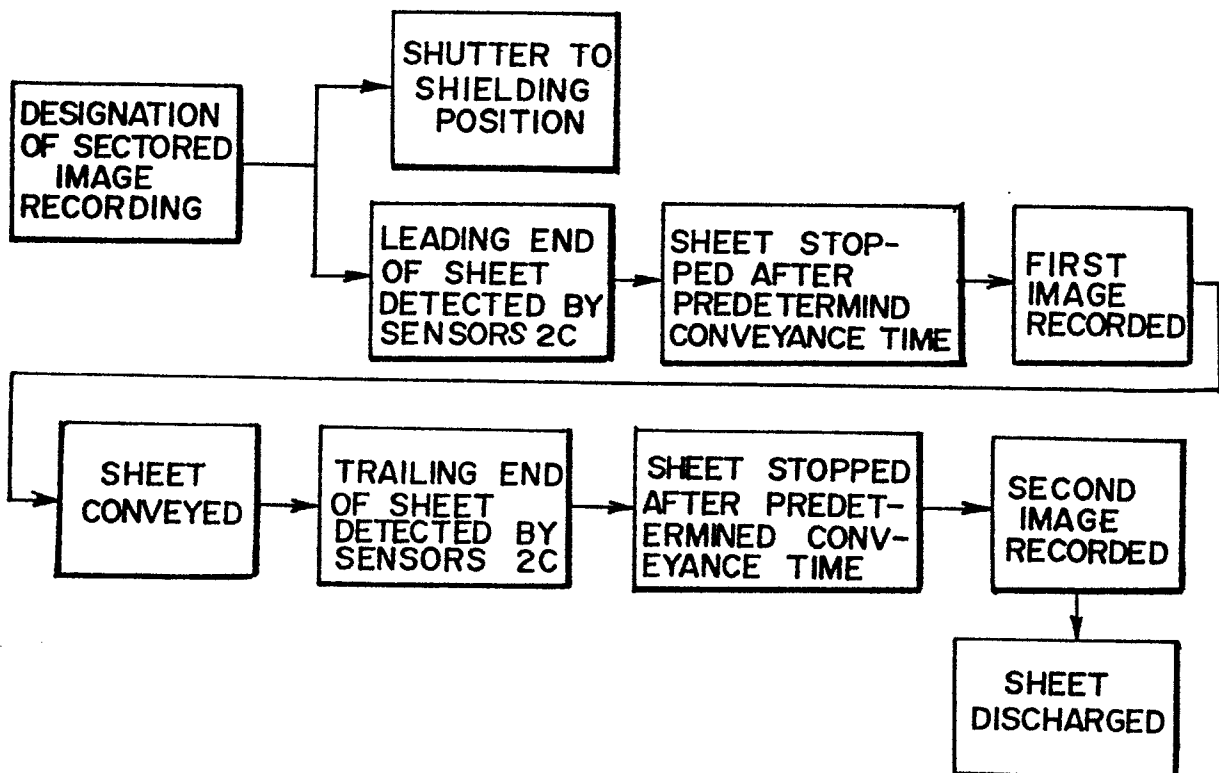 SHUTTER TO
SHIELDING
POSITION
DESIGNATION
OF SECTORED
IMAGE
RECORDING
LEADING END
OF SHEET
DETECTED BY
SENSORS 2C
SHEET STOP-
PED AFTER
PREDETERMIND
CONVEYANCE TIME
FIRST
IMAGE
RECORDED
SHEET
CONVEYED
TRAILING END
OF SHEET
DETECTED BY
SENSORS 2C
SHEET STOPPED
AFTER PREDET-
ERMINED CONV-
EYANCE TIME
SECOND
IMAGE
RECORDED
SHEET
DISCHARGED